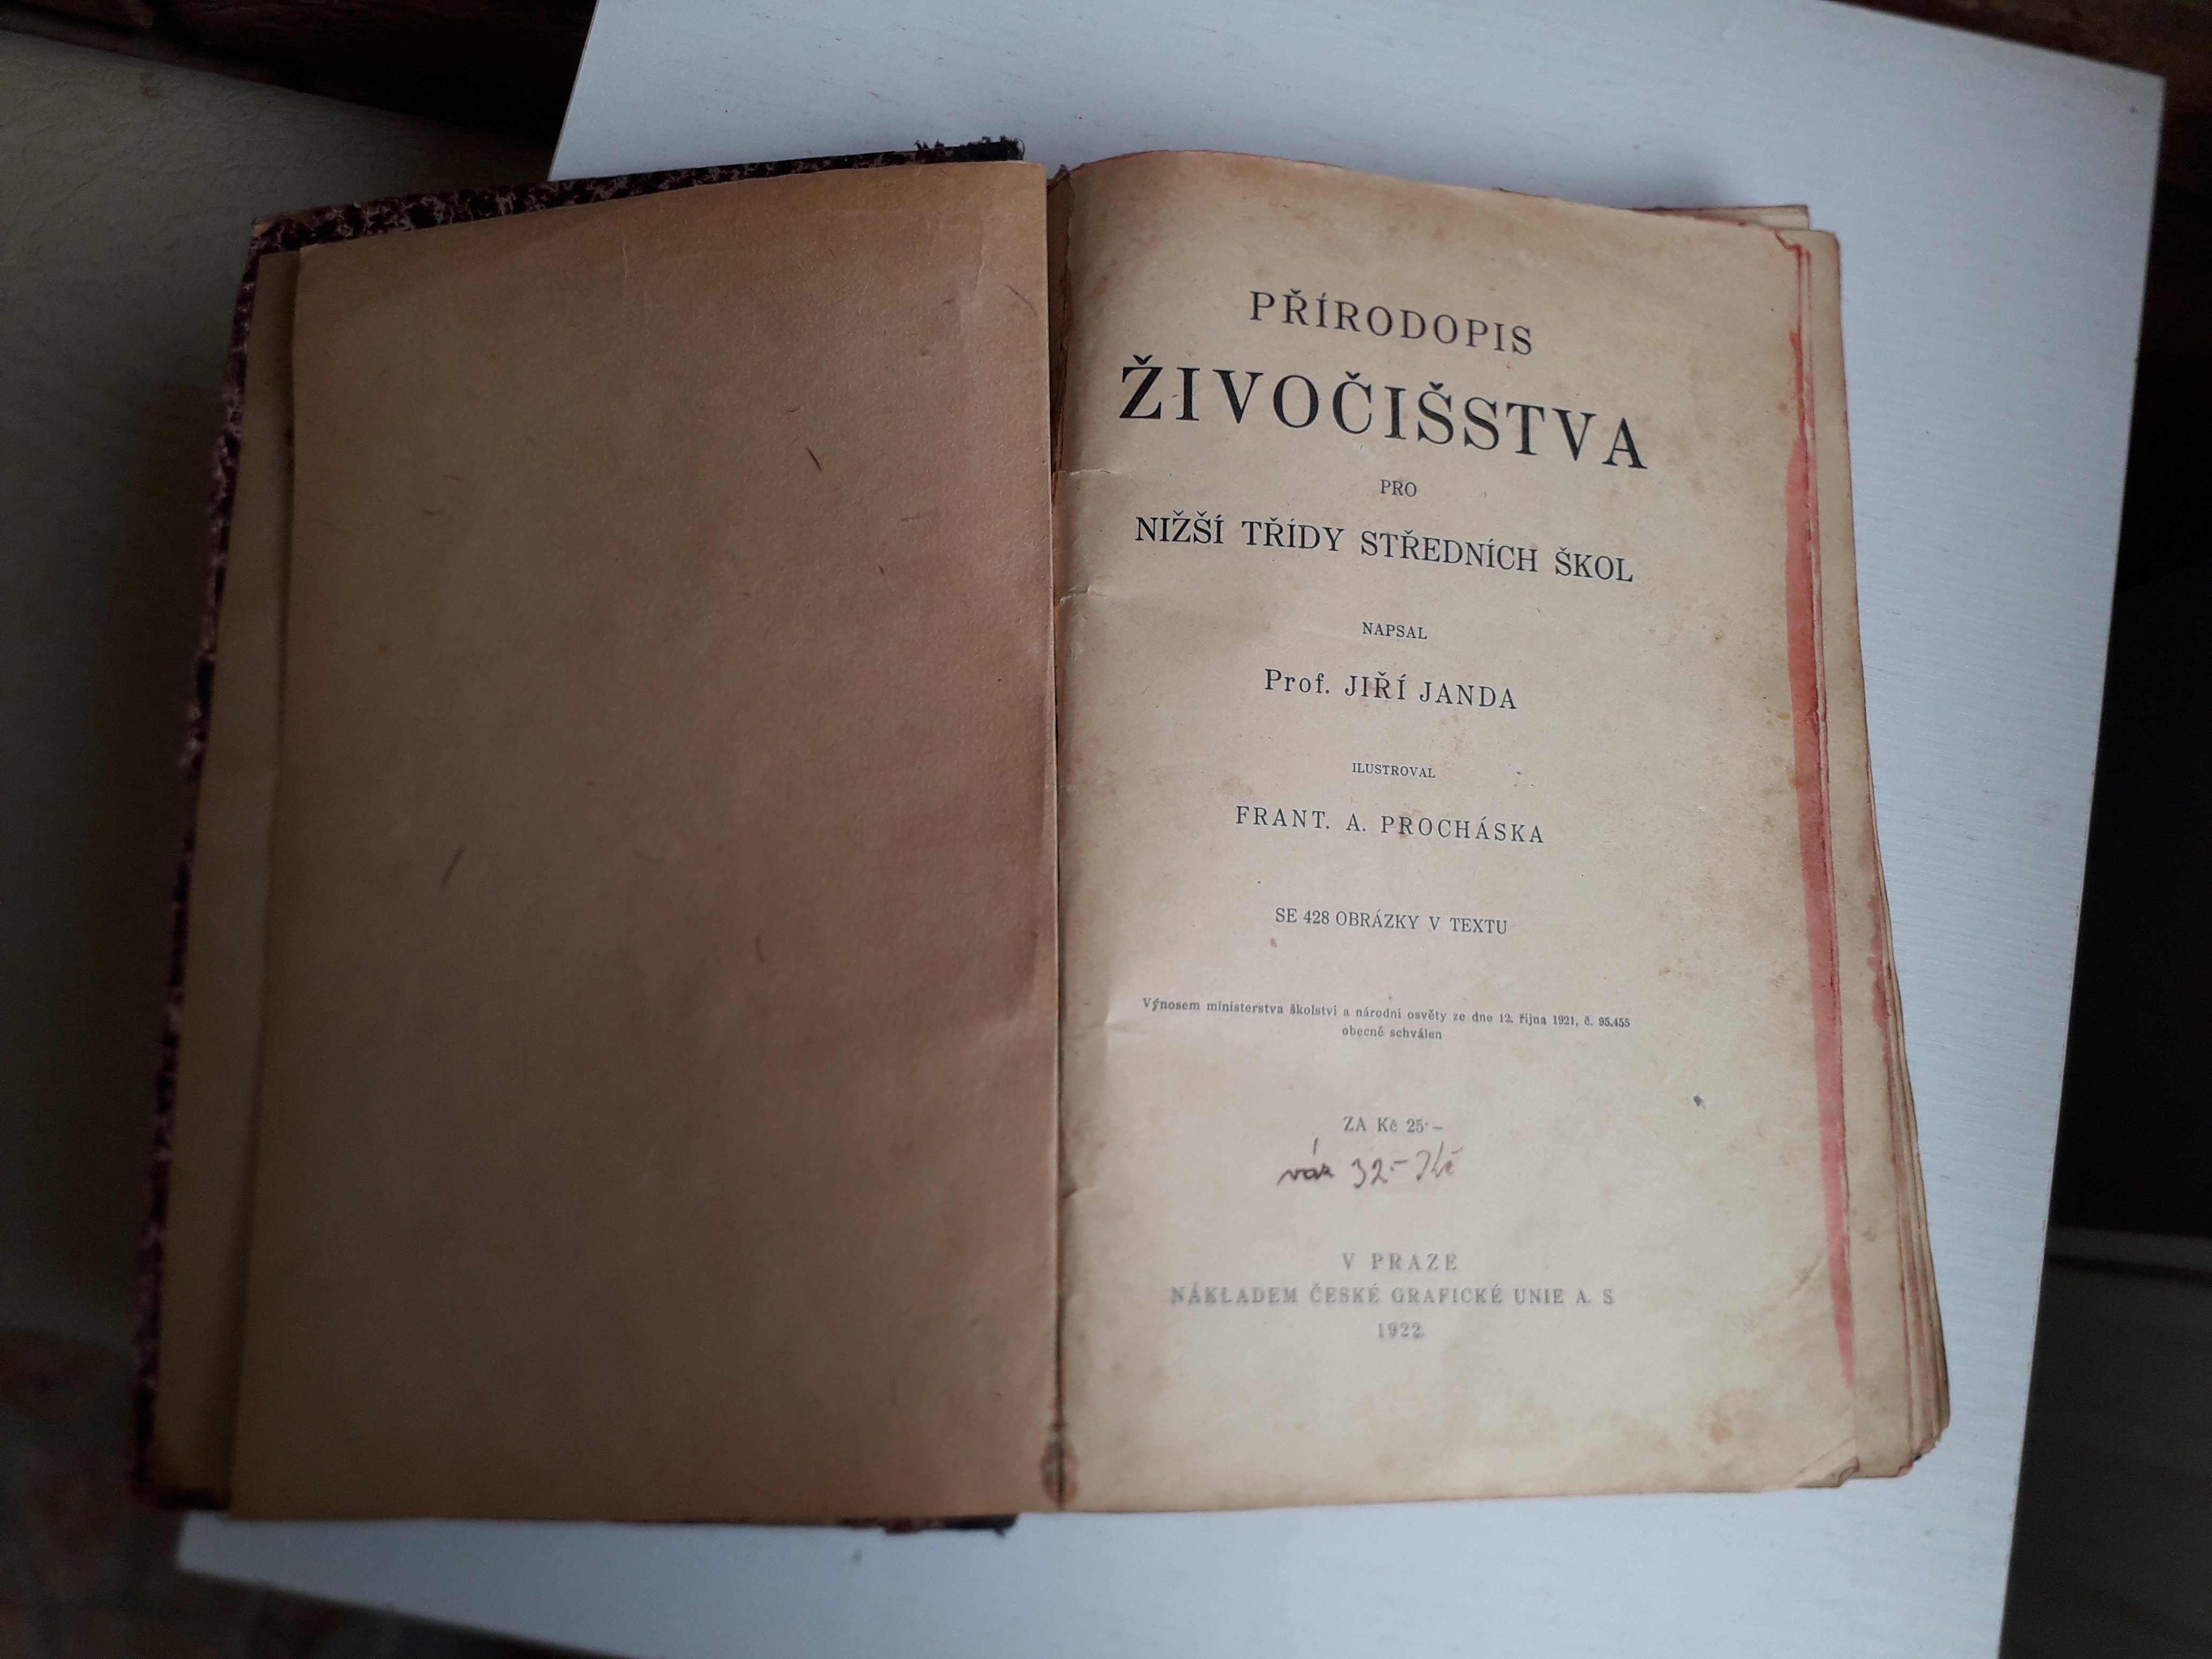 PŘÍRODOPIS
ŽIVOČIŠSTVA
PRO
NIŽŠÍ TŘÍDY STŘEDNÍCH ŠKOL
NAPSAL
Prof. JIŘÍ JANDA
ILUSTROVAL
FRANT. A. PROCHÁSKA
SE 428 OBRÁZKY V TEXTU
Výnosem ministerstva školství a národní osvěty ze dne 12. října 1921, č. 95.455
obecně schválen
ZA Kč 25·–
váz 32·– Kč
V PRAZE
NÁKLADEM ČESKÉ GRAFICKÉ UNIE A. S
1922.